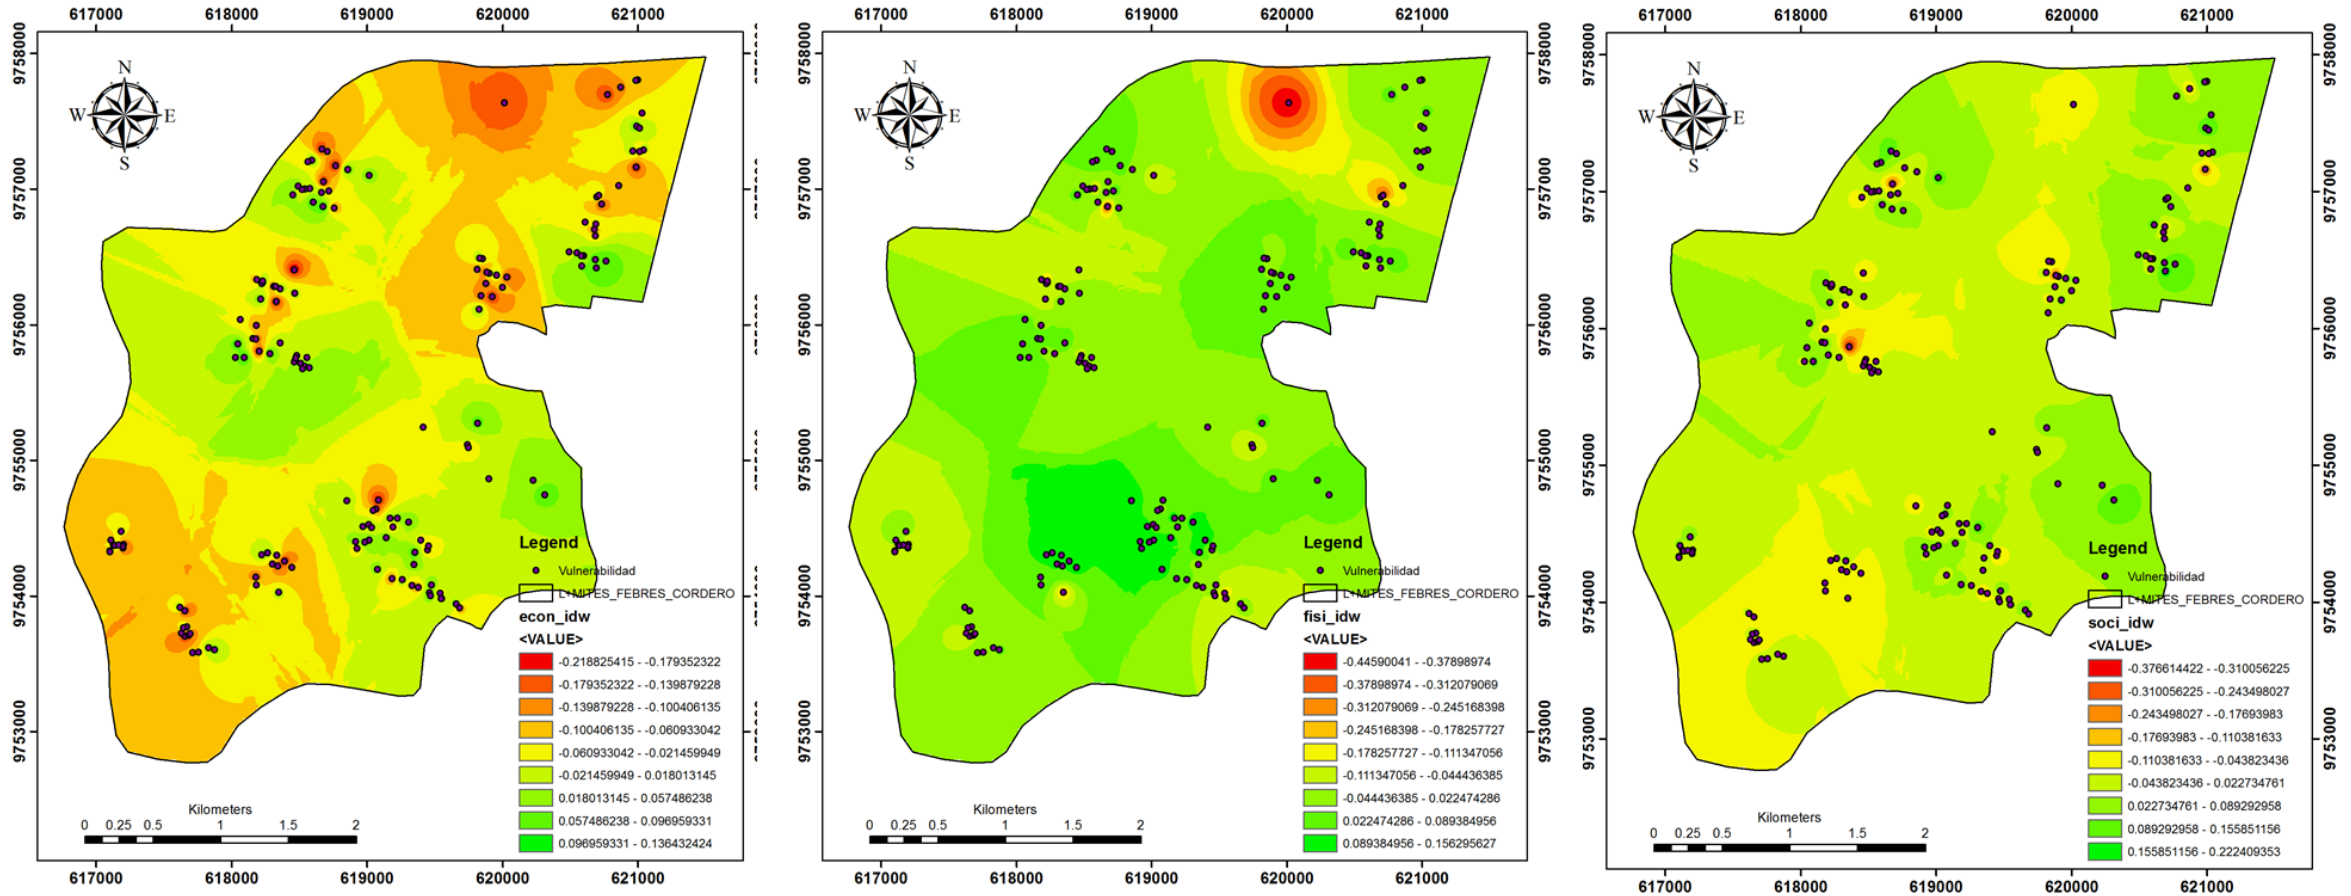 617000 618000 619000 620000 621000
9758000
9757000
9756000
9755000
9754000
9753000
N
W E
S
Legend
Vulnerabilidad
L+MITES_FEBRES_CORDERO
econ_idw
<VALUE>
-0.218825415 - -0.179352322
-0.179352322 - -0.139879228
-0.139879228 - -0.100406135
-0.100406135 - -0.060933042
-0.060933042 - -0.021459949
-0.021459949 - 0.018013145
0.018013145 - 0.057486238
0.057486238 - 0.096959331
0.096959331 - 0.136432424
Kilometers
0 0.25 0.5 1 1.5 2
617000 618000 619000 620000 621000
617000 618000 619000 620000 621000
9758000
9757000
9756000
9755000
9754000
9753000
N
W E
S
Legend
Vulnerabilidad
L+MITES_FEBRES_CORDERO
fisi_idw
<VALUE>
-0.44590041 - -0.37898974
-0.37898974 - -0.312079069
-0.312079069 - -0.245168398
-0.245168398 - -0.178257727
-0.178257727 - -0.111347056
-0.111347056 - -0.044436385
-0.044436385 - 0.022474286
0.022474286 - 0.089384956
0.089384956 - 0.156295627
Kilometers
0 0.25 0.5 1 1.5 2
617000 618000 619000 620000 621000
617000 618000 619000 620000 621000
9758000 9758000
9757000 9757000
9756000 9756000
9755000 9755000
9754000 9754000
9753000 9753000
N
W E
S
Legend
Vulnerabilidad
L+MITES_FEBRES_CORDERO
soci_idw
<VALUE>
-0.376614422 - -0.310056225
-0.310056225 - -0.243498027
-0.243498027 - -0.17693983
-0.17693983 - -0.110381633
-0.110381633 - -0.043823436
-0.043823436 - 0.022734761
0.022734761 - 0.089292958
0.089292958 - 0.155851156
0.155851156 - 0.222409353
Kilometers
0 0.25 0.5 1 1.5 2
617000 618000 619000 620000 621000